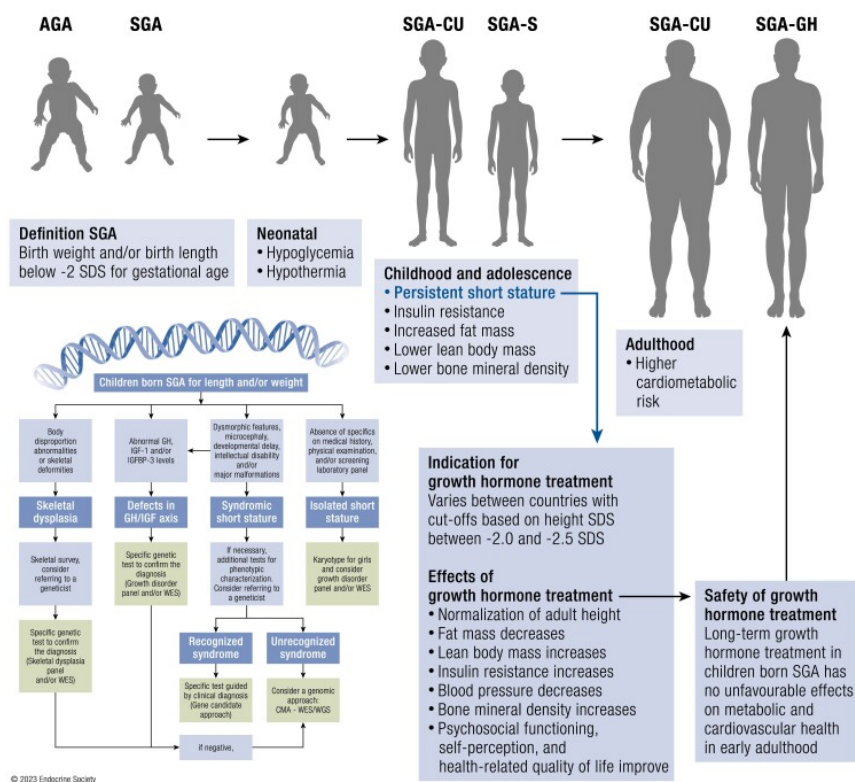 AGA
SGA
SGA-CU
SGA-S
SGA-CU
SGA-GH
Definition SGA
Birth weight and/or birth length
below -2 SDS for gestational age
Neonatal
• Hypoglycemia
• Hypothermia
Childhood and adolescence
• Persistent short stature
• Insulin resistance
• Increased fat mass
• Lower lean body mass
• Lower bone mineral density
Adulthood
• Higher
cardiometabolic
risk
Children born SGA for length and/or weight
Body
disproportion
abnormalities
or skeletal
deformities
Abnormal GH,
IGF-1 and/or
IGFBP-3 levels
Dysmorphic features,
microcephaly,
developmental delay,
intellectual disability
and/or
major malformations
Absence of specifics
on medical history,
physical examination,
and/or screening
laboratory panel
Skeletal
dysplasia
Defects in
GH/IGF axis
Syndromic
short stature
Isolated short
stature
Skeletal survey,
consider
referring to a
geneticist
Specific genetic
test to confirm
the diagnosis
(Growth disorder
panel and/or WES)
If necessary,
additional tests for
phenotypic
characterization.
Consider referring
to a geneticist
Karyotype for girls
and consider
growth disorder
panel and/or WES
Specific genetic
test to confirm
the diagnosis
(Skeletal dysplasia
panel
and/or WES)
Recognized
syndrome
Unrecognized
syndrome
Specific test guided
by clinical diagnosis
(Gene candidate
approach)
Consider a genomic
approach:
CMA - WES/WGS
if negative,
Indication for
growth hormone treatment
Varies between countries with
cut-offs based on height SDS
between -2.0 and -2.5 SDS
Effects of
growth hormone treatment
• Normalization of adult height
• Fat mass decreases
• Lean body mass increases
• Insulin resistance increases
• Blood pressure decreases
• Bone mineral density increases
• Psychosocial functioning,
self-perception, and
health-related quality of life improve
Safety of growth
hormone treatment
Long-term growth
hormone treatment in
children born SGA has
no unfavourable effects
on metabolic and
cardiovascular health
in early adulthood
© 2023 Endocrine Society